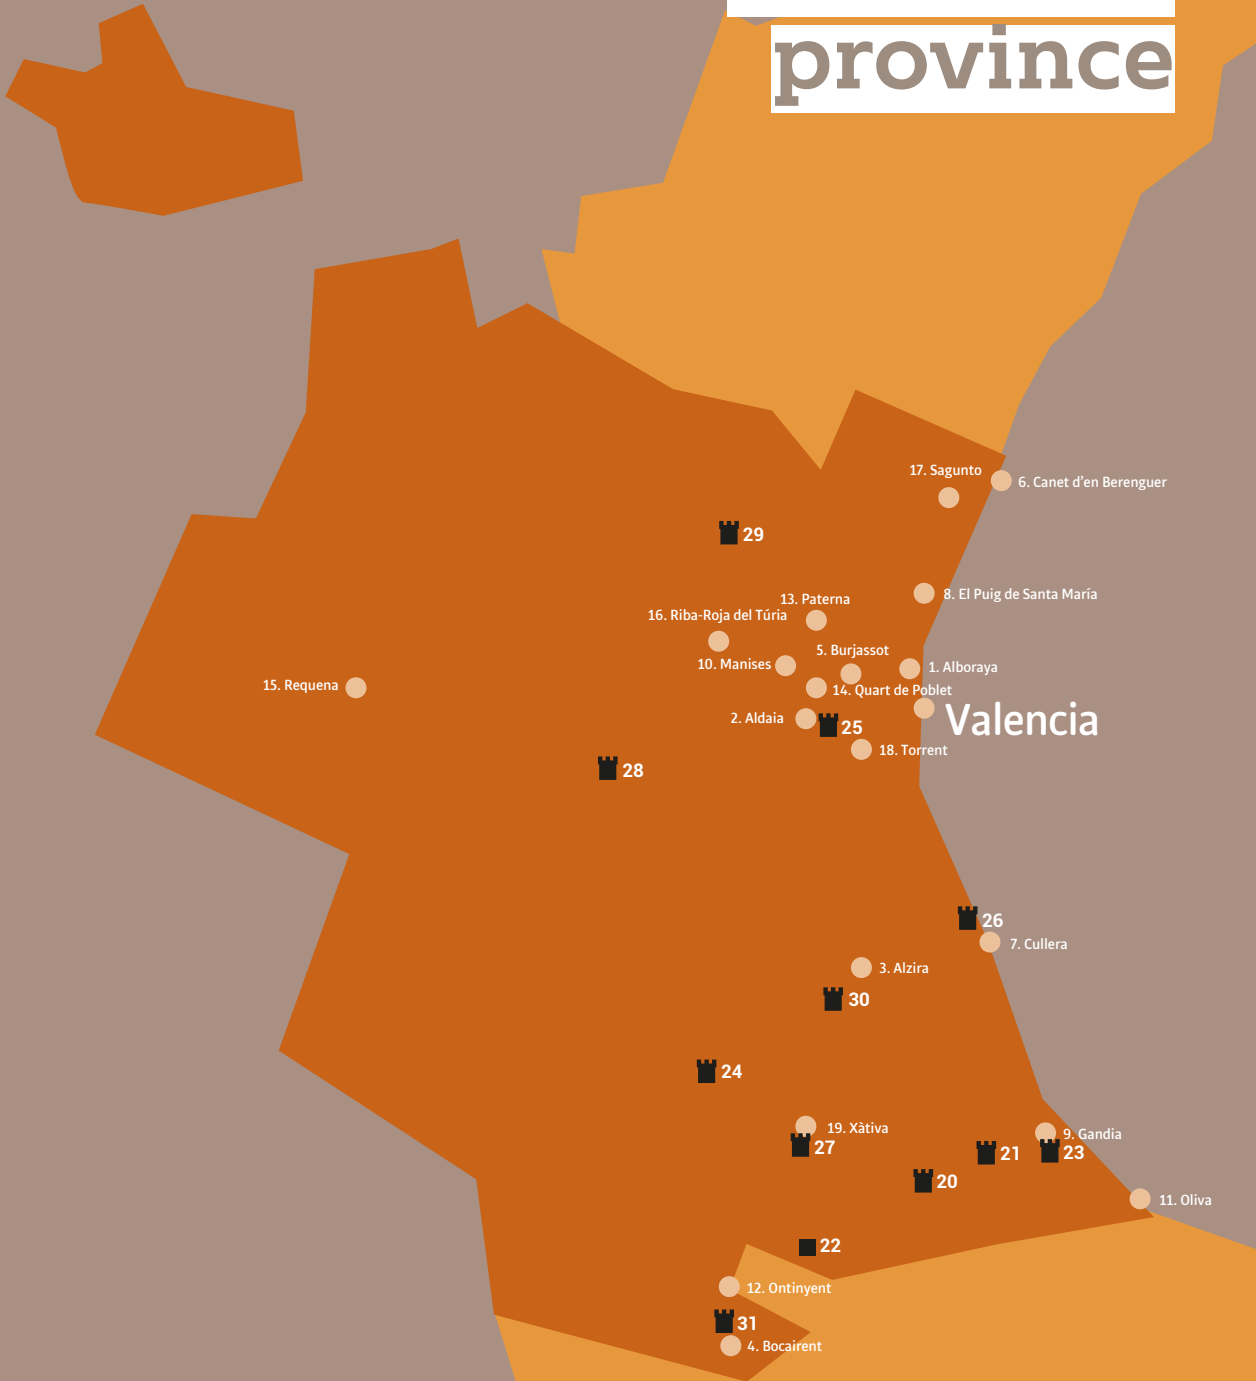 province
17. Sagunto
6. Canet d'en Berenguer
29
8. El Puig de Santa María
13. Paterna
16. Riba-Roja del Túria
5. Burjassot
10. Manises
1. Alboraya
15. Requena
14. Quart de Poblet
2. Aldaia
25
Valencia
18. Torrent
28
26
7. Cullera
3. Alzira
30
24
19. Xàtiva
9. Gandia
27
21
23
20
11. Oliva
22
12. Ontinyent
31
4. Bocairent